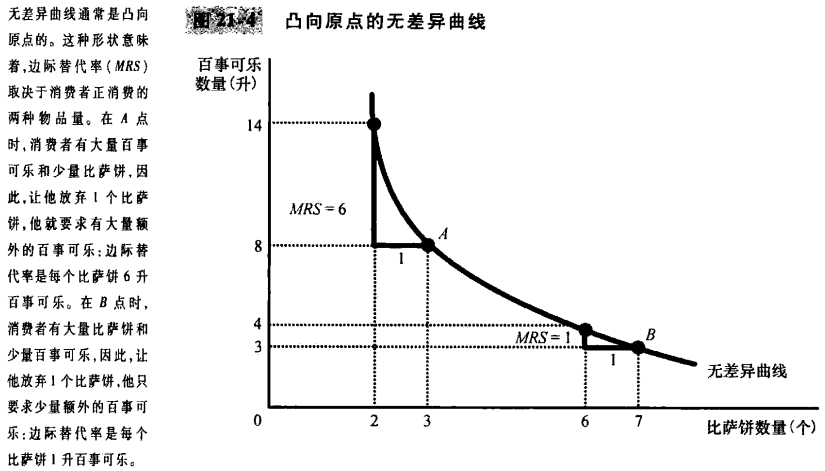 无差异曲线通常是凸向
原点的。这种形状意味
着,边际替代率(MRS)
取决于消费者正消费的
两种物品量。在 A 点
时,消费者有大量百事
可乐和少量比萨饼,因
此,让他放弃 1 个比萨
饼,他就要求有大量额
外的百事可乐:边际替
代率是每个比萨饼 6 升
百事可乐。在 B 点时,
消费者有大量比萨饼和
少量百事可乐,因此,让
他放弃1个比萨饼,他只
要求少量额外的百事可
乐:边际替代率是每个
比萨饼 1 升百事可乐。
图 21-4 凸向原点的无差异曲线
百事可乐
数量(升)
14
MRS = 6
8
1
A
4
MRS = 1
B
3
1
无差异曲线
0
2
3
6
7
比萨饼数量(个)